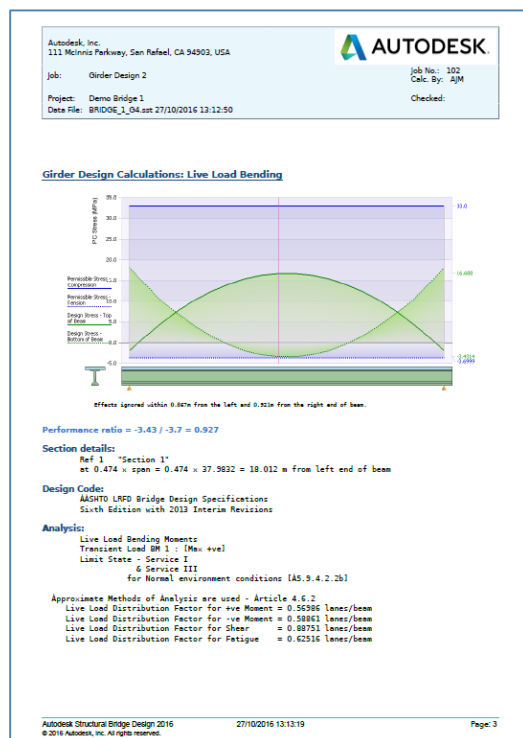 Autodesk, Inc.
111 McInnis Parkway, San Rafael, CA 94903, USA
AUTODESK.
Job: Girder Design 2
Job No.: 102
Calc. By: AJM
Project: Demo Bridge 1
Checked:
Data File: BRIDGE_1_G4.sst 27/10/2016 13:12:50
Girder Design Calculations: Live Load Bending
PC Stress (MPa)
35.0
30.0
25.0
20.0
15.0
10.0
5.0
0.0
-5.0
Permissible Stress - Compression
Permissible Stress - Tension
Design Stress - Top of Beam
Design Stress - Bottom of Beam
33.0
-3.6999
Effects ignored within 0.867m from the left and 0.921m from the right end of beam.
Performance ratio = -3.43 / -3.7 = 0.927
Section details:
Ref 1 "Section 1"
at 0.474 x span = 0.474 x 37.9832 = 18.012 m from left end of beam
Design Code:
AASHTO LRFD Bridge Design Specifications
Sixth Edition with 2013 Interim Revisions
Analysis:
Live Load Bending Moments
Transient Load BM 1 : [Max +ve]
Limit State - Service I
& Service III
for Normal environment conditions [A5.9.4.2.2b]
Approximate Methods of Analysis are used - Article 4.6.2
Live Load Distribution Factor for +ve Moment = 0.56986 lanes/beam
Live Load Distribution Factor for -ve Moment = 0.58861 lanes/beam
Live Load Distribution Factor for Shear = 0.88751 lanes/beam
Live Load Distribution Factor for Fatigue = 0.62516 lanes/beam
Autodesk Structural Bridge Design 2016
27/10/2016 13:13:19
Page: 3
© 2016 Autodesk, Inc. All rights reserved.